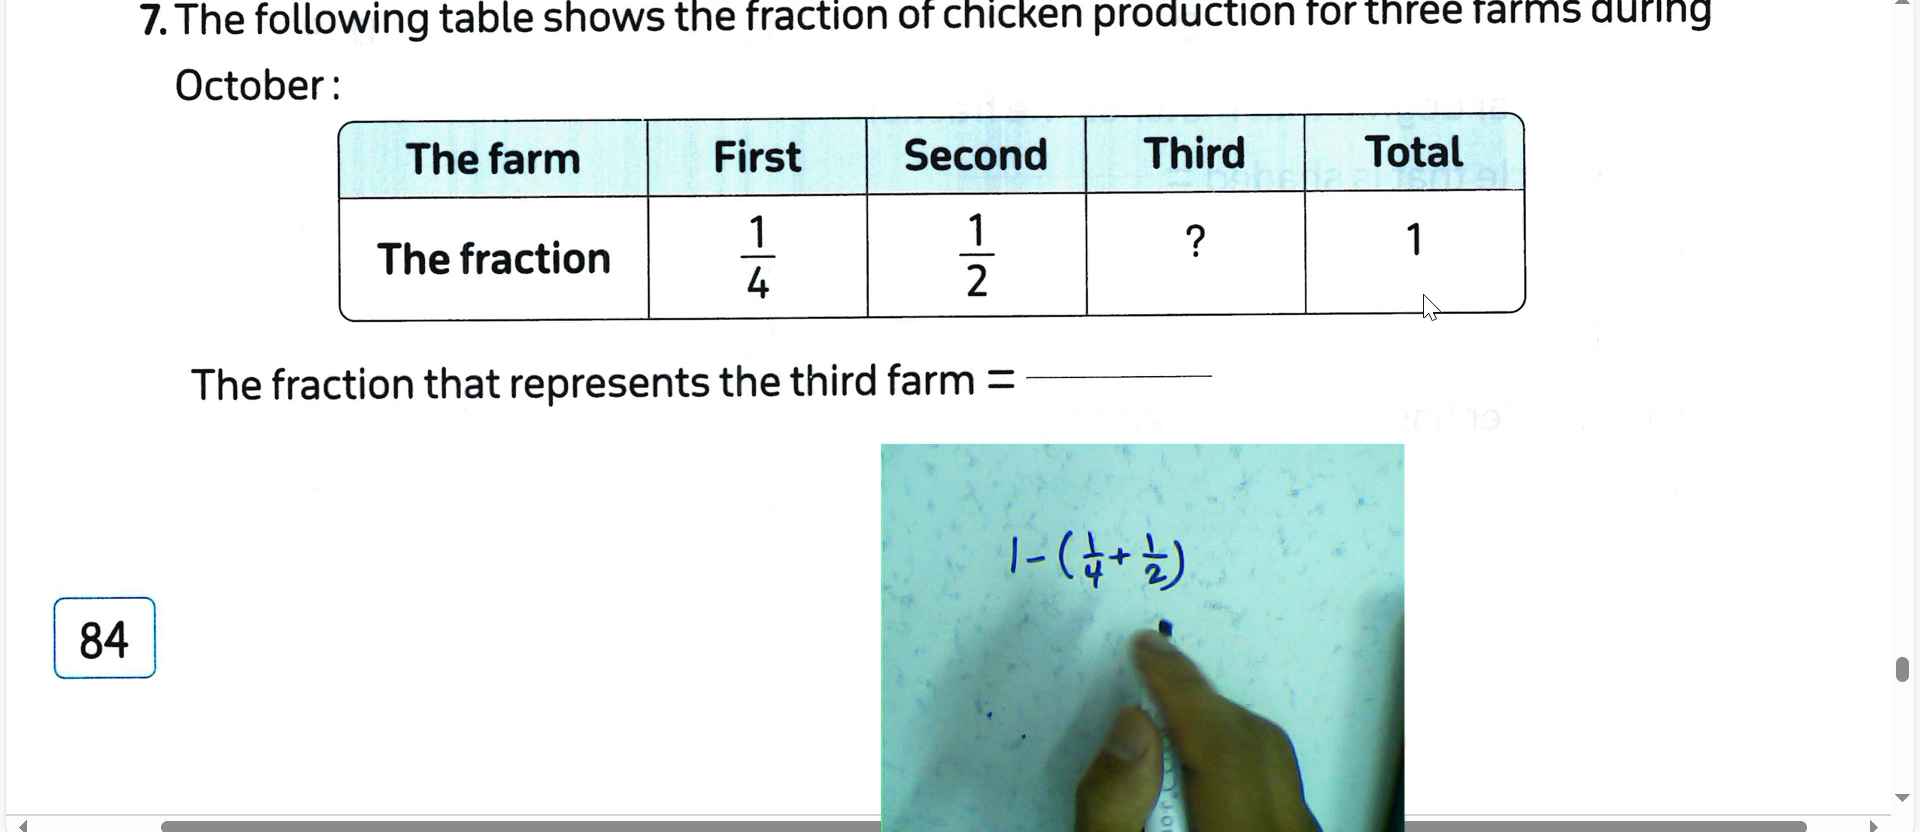 7. The following table shows the fraction of chicken production for three farms during
October :
The farm First Second Third Total
The fraction 1/4 1/2 ? 1
The fraction that represents the third farm = ________
1 - (1/4 + 1/2)
84